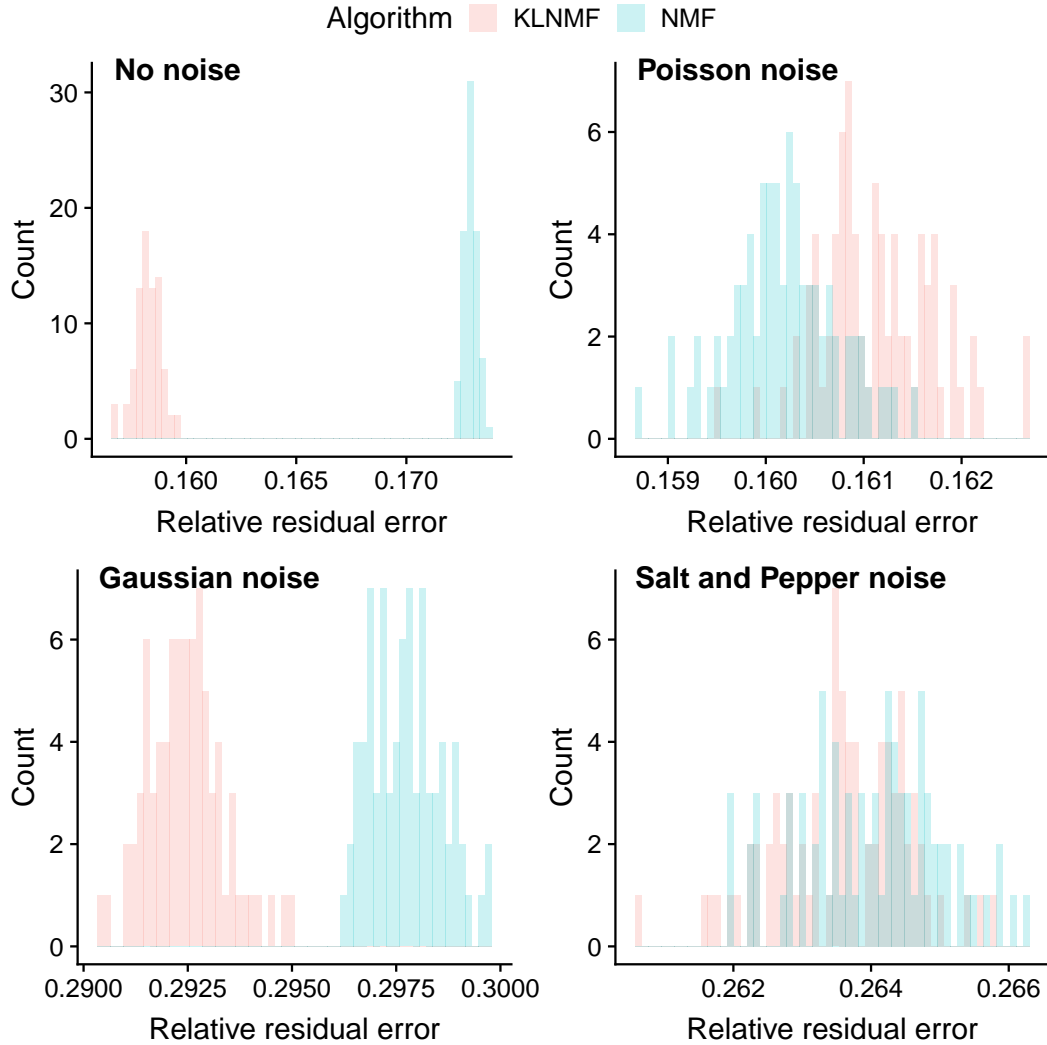 Algorithm KLNMF NMF
No noise
Count
30
20
10
0
0.160 0.165 0.170
Relative residual error
Poisson noise
Count
6
4
2
0
0.159 0.160 0.161 0.162
Relative residual error
Gaussian noise
Count
6
4
2
0
0.2900 0.2925 0.2950 0.2975 0.3000
Relative residual error
Salt and Pepper noise
Count
6
4
2
0
0.262 0.264 0.266
Relative residual error